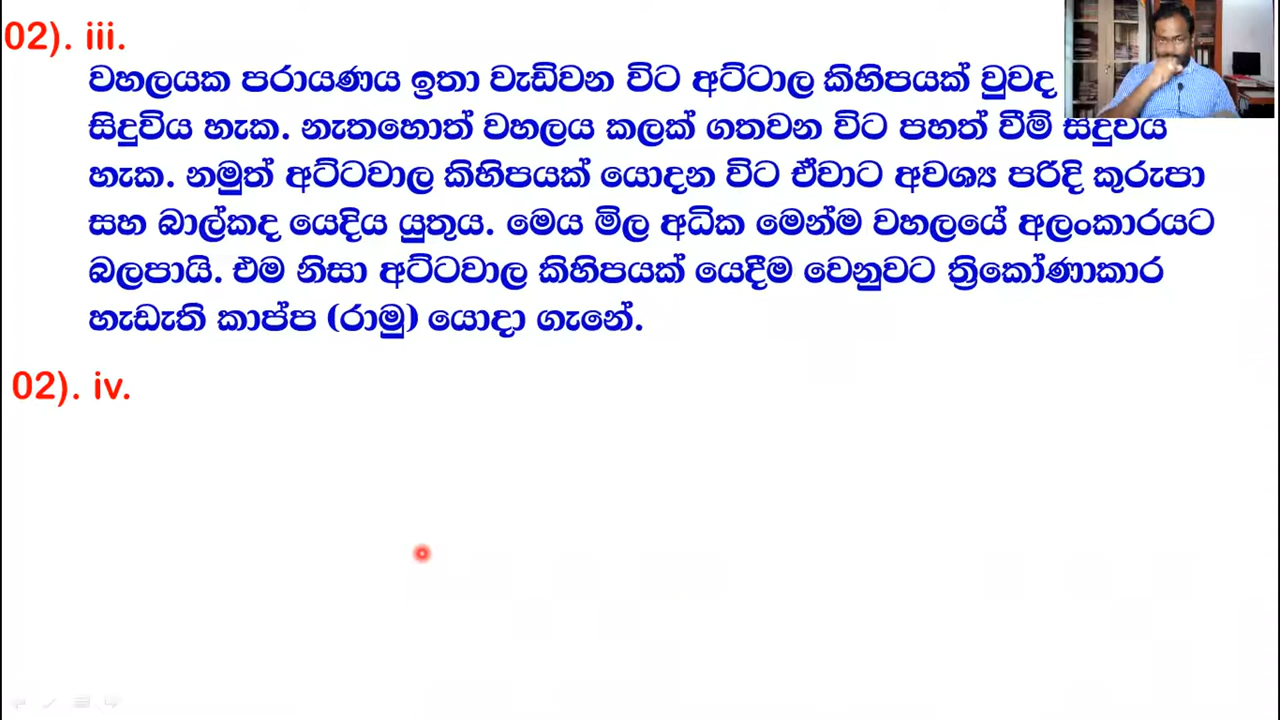 02). iii.
වහලයක පරායණය ඉතා වැඩිවන විට අට්ටාල කිහිපයක් වුවද
සිදුවිය හැක. නැතහොත් වහලය කලක් ගතවන විට පහත් වීම් සිදුවිය
හැක. නමුත් අට්ටවාල කිහිපයක් යොදන විට ඒවාට අවශ්‍ය පරිදි කුරුපා
සහ බාල්කද යෙදිය යුතුය. මෙය මිල අධික මෙන්ම වහලයේ අලංකාරයට
බලපායි. එම නිසා අට්ටවාල කිහිපයක් යෙදීම වෙනුවට ත්‍රිකෝණාකාර
හැඩැති කාප්ප (රාමු) යොදා ගැනේ.
02). iv.